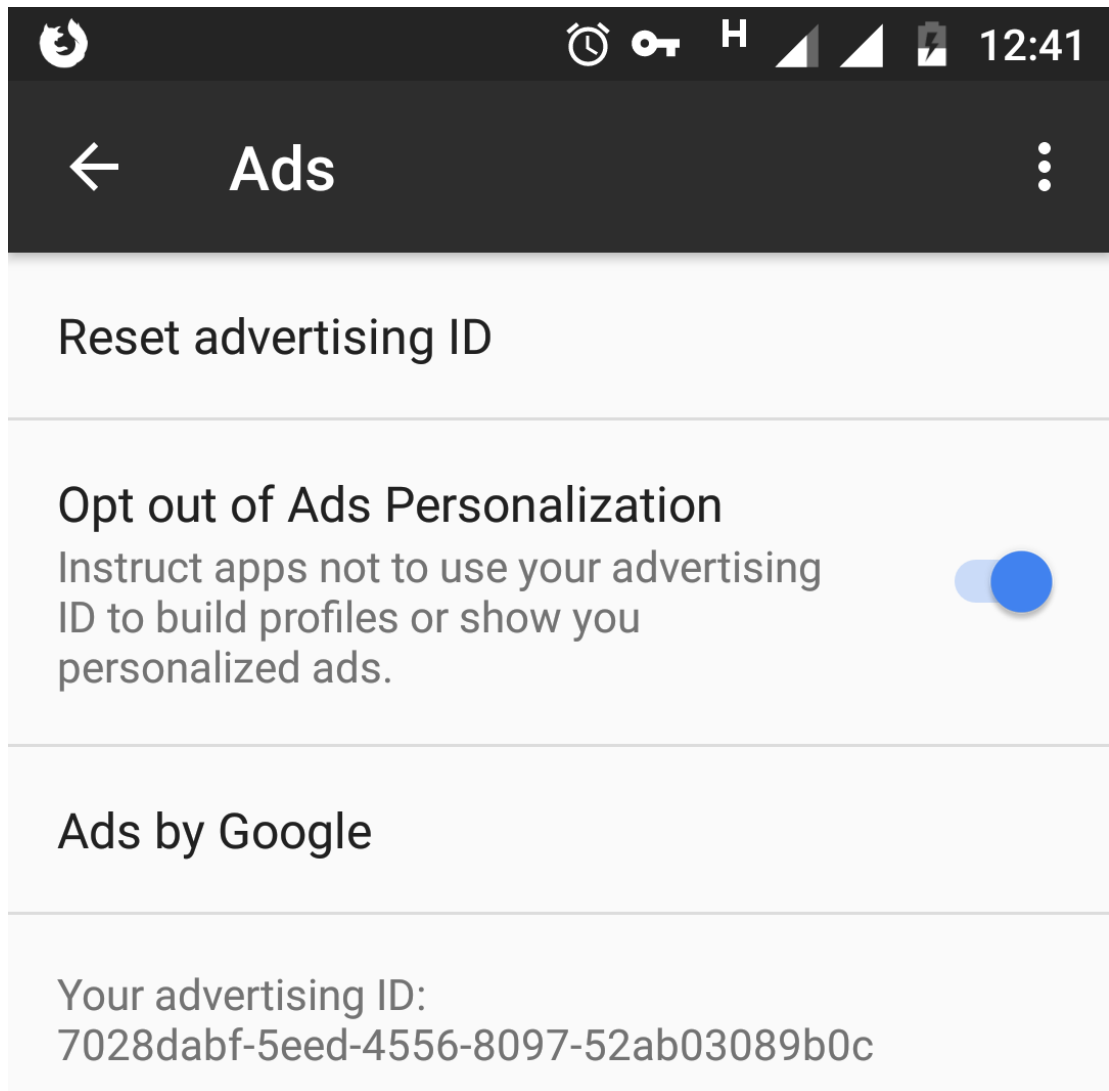 H 12:41
Ads
Reset advertising ID
Opt out of Ads Personalization
Instruct apps not to use your advertising
ID to build profiles or show you
personalized ads.
Ads by Google
Your advertising ID:
7028dabf-5eed-4556-8097-52ab03089b0c